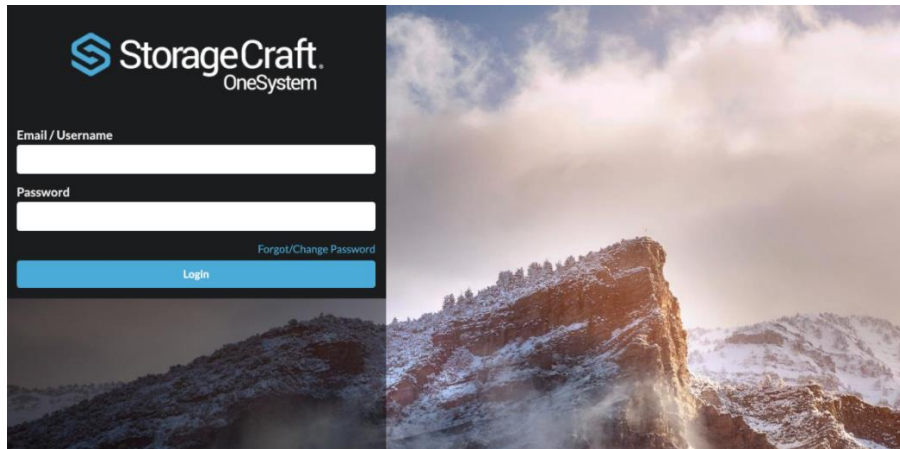 StorageCraft.
OneSystem
Email / Username
Password
Forgot/Change Password
Login